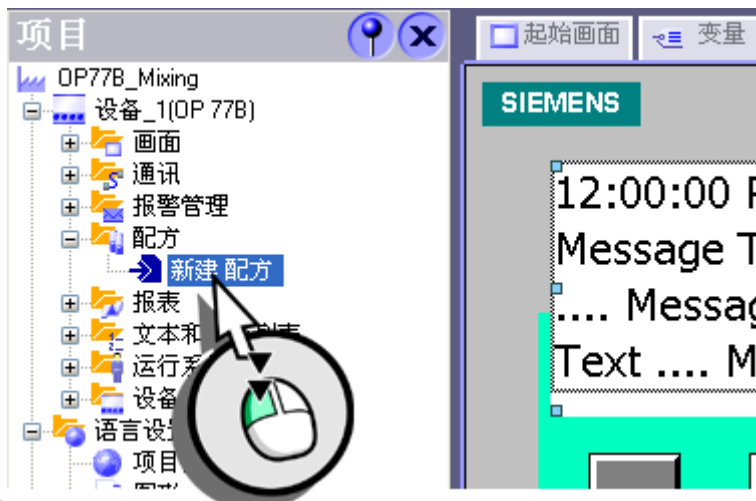 项目
OP77B_Mixing
设备_1(OP 77B)
画面
通讯
报警管理
配方
新建 配方
报表
文本和
运行系
设备
语言设
项目
起始画面
变量
SIEMENS
12:00:00
Message T
.... Messag
Text .... M